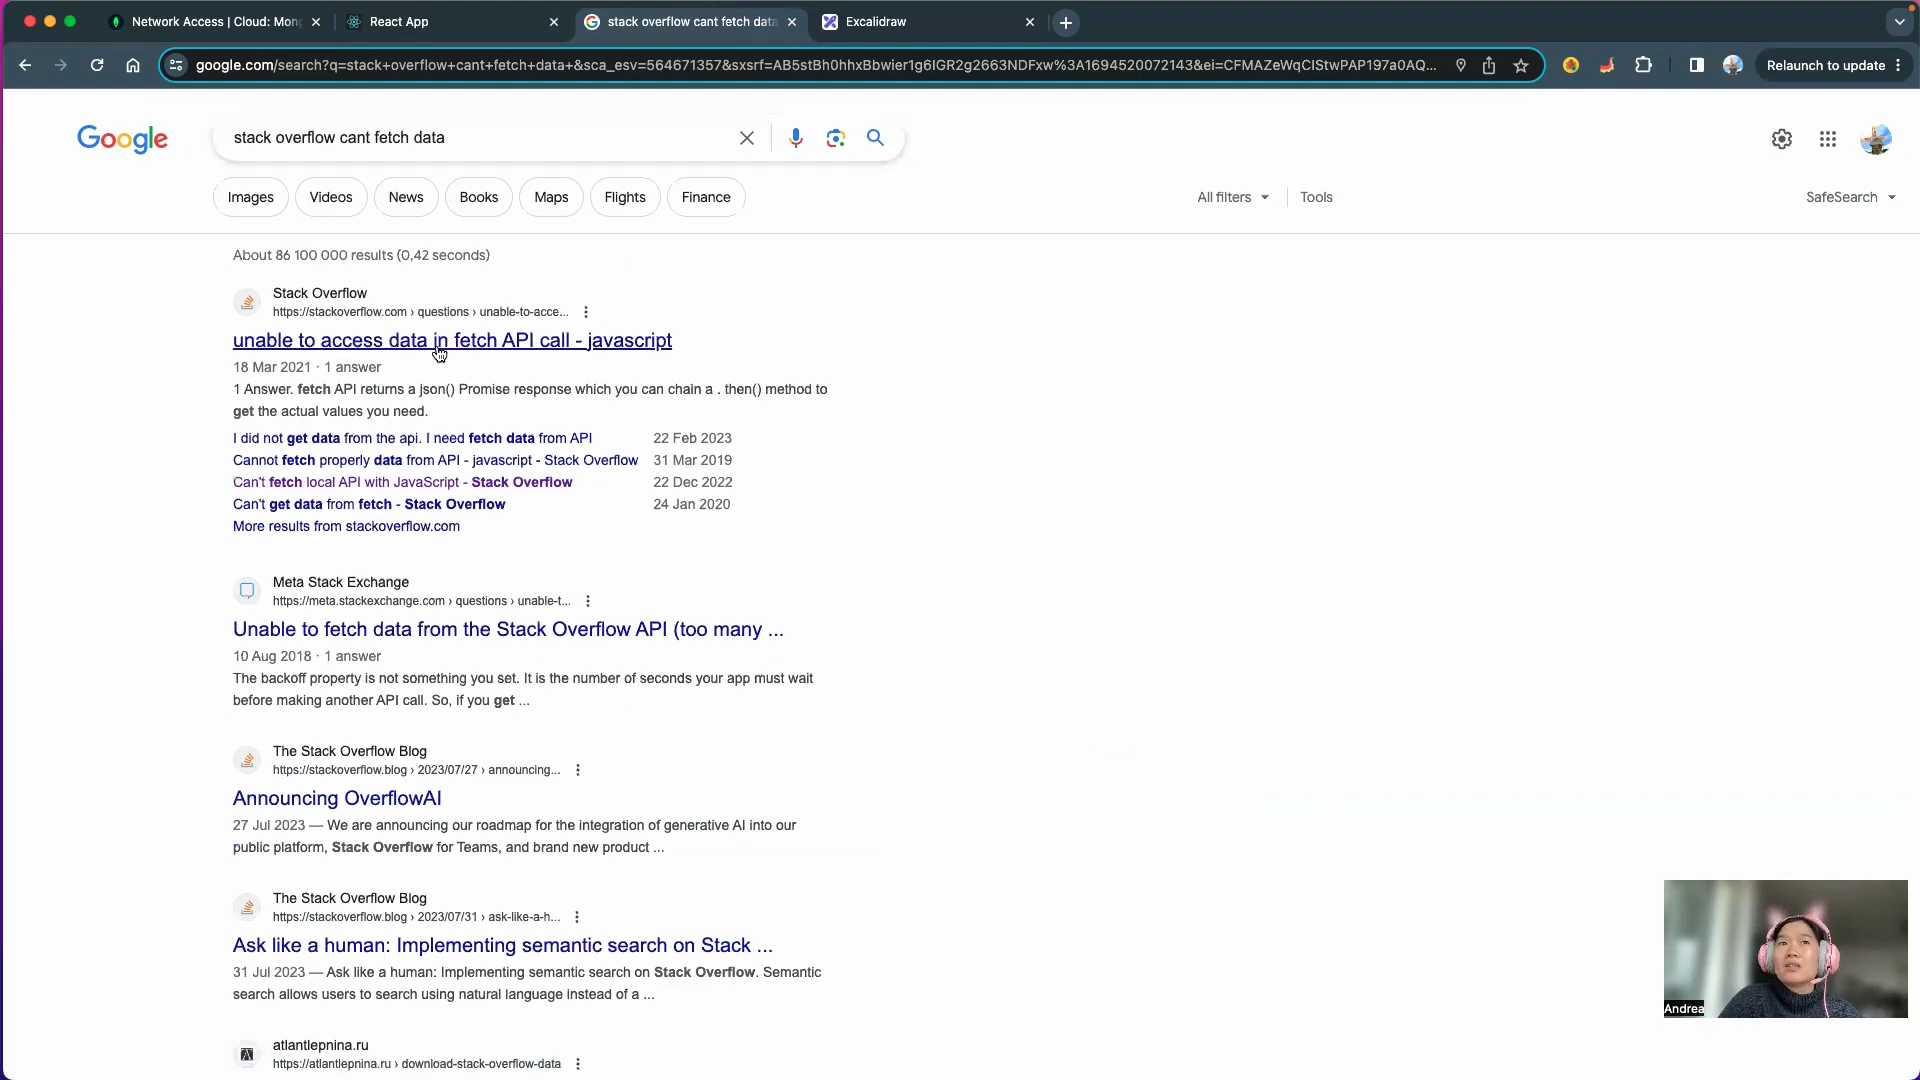 Network Access | Cloud: Mong
React App
stack overflow cant fetch data
Excalidraw
google.com/search?q=stack+overflow+cant+fetch+data+&sca_esv=564671357&sxsrf=AB5stBh0hhxBbwier1g6IGR2g2663NDFxw%3A1694520072143&ei=CFMAZeWqCIStwPAP197a0AQ...
Relaunch to update
Google
stack overflow cant fetch data
Images
Videos
News
Books
Maps
Flights
Finance
All filters
Tools
SafeSearch
About 86 100 000 results (0,42 seconds)
Stack Overflow
https://stackoverflow.com › questions › unable-to-acce...
unable to access data in fetch API call - javascript
18 Mar 2021 · 1 answer
1 Answer. fetch API returns a json() Promise response which you can chain a . then() method to
get the actual values you need.
I did not get data from the api. I need fetch data from API 22 Feb 2023
Cannot fetch properly data from API - javascript - Stack Overflow 31 Mar 2019
Can't fetch local API with JavaScript - Stack Overflow 22 Dec 2022
Can't get data from fetch - Stack Overflow 24 Jan 2020
More results from stackoverflow.com
Meta Stack Exchange
https://meta.stackexchange.com › questions › unable-t...
Unable to fetch data from the Stack Overflow API (too many ...
10 Aug 2018 · 1 answer
The backoff property is not something you set. It is the number of seconds your app must wait
before making another API call. So, if you get ...
The Stack Overflow Blog
https://stackoverflow.blog › 2023/07/27 › announcing...
Announcing OverflowAI
27 Jul 2023 — We are announcing our roadmap for the integration of generative AI into our
public platform, Stack Overflow for Teams, and brand new product ...
The Stack Overflow Blog
https://stackoverflow.blog › 2023/07/31 › ask-like-a-h...
Ask like a human: Implementing semantic search on Stack ...
31 Jul 2023 — Ask like a human: Implementing semantic search on Stack Overflow. Semantic
search allows users to search using natural language instead of a ...
atlantlepnina.ru
https://atlantlepnina.ru › download-stack-overflow-data
Andrea